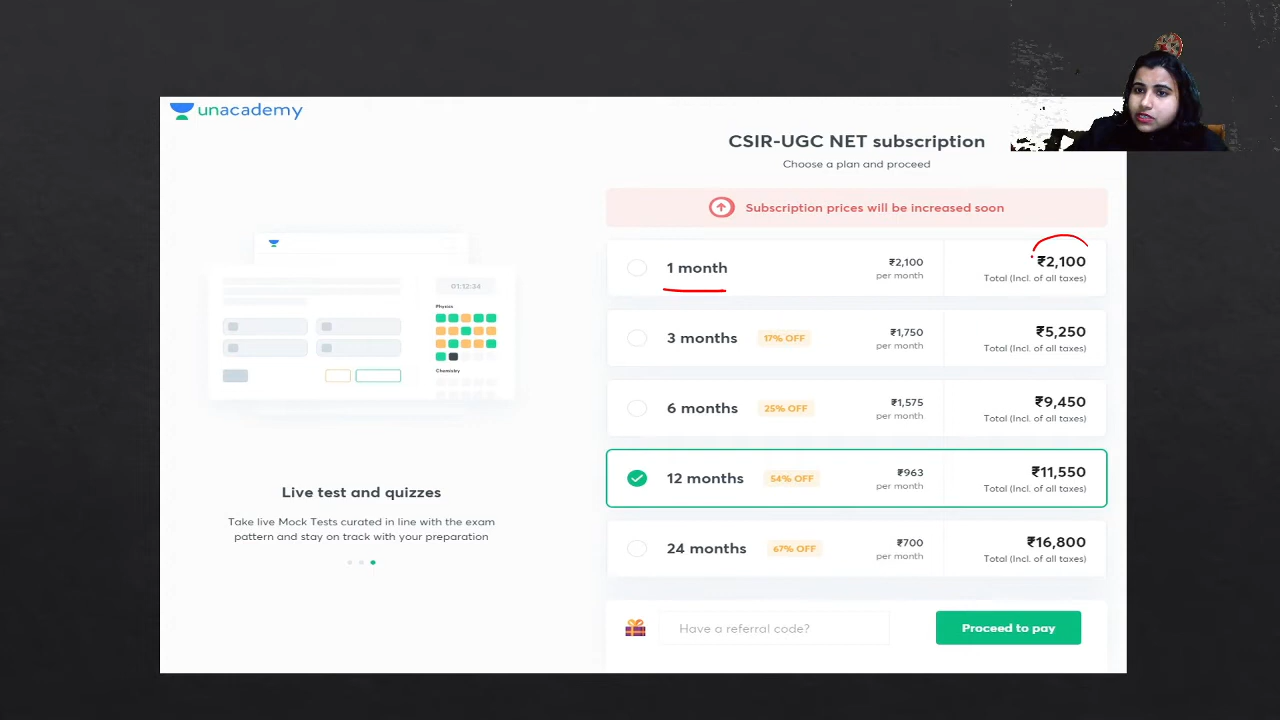 unacademy
CSIR-UGC NET subscription
Choose a plan and proceed
Subscription prices will be increased soon
1 month
₹2,100
per month
₹2,100
Total (Incl. of all taxes)
3 months
17% OFF
₹1,750
per month
₹5,250
Total (Incl. of all taxes)
6 months
25% OFF
₹1,575
per month
₹9,450
Total (Incl. of all taxes)
12 months
54% OFF
₹963
per month
₹11,550
Total (Incl. of all taxes)
24 months
67% OFF
₹700
per month
₹16,800
Total (Incl. of all taxes)
Have a referral code?
Proceed to pay
01:12:34
Physics
Chemistry
Live test and quizzes
Take live Mock Tests curated in line with the exam
pattern and stay on track with your preparation